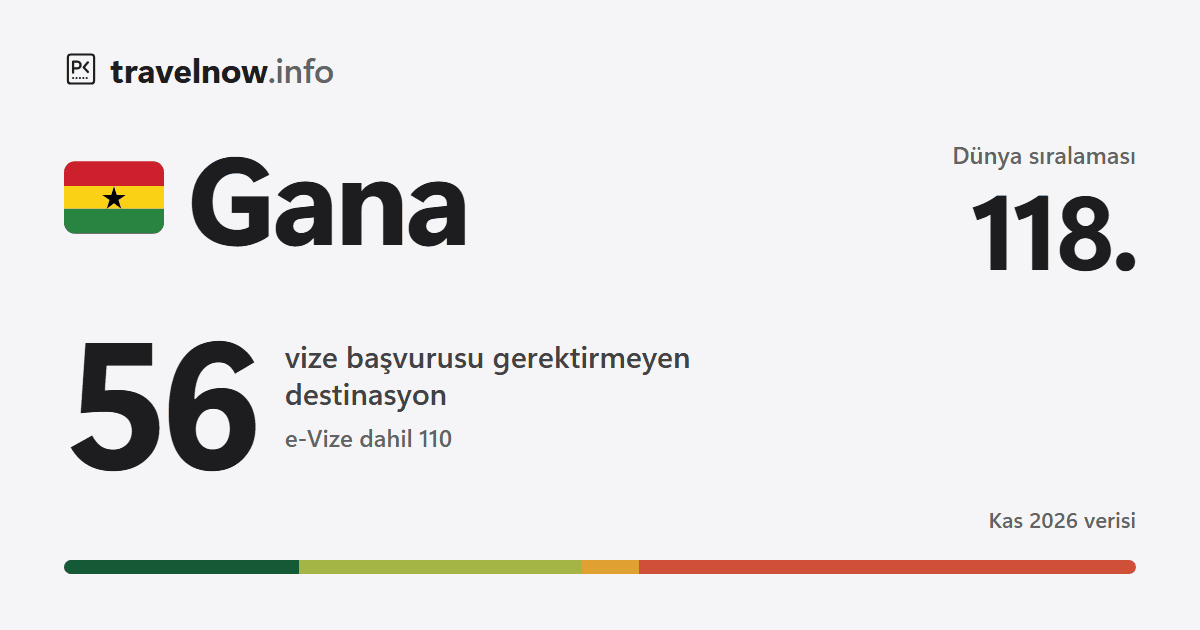 travelnow.info
Gana
Dünya sıralaması
118.
56
vize başvurusu gerektirmeyen
destinasyon
e-Vize dahil 110
Kas 2026 verisi